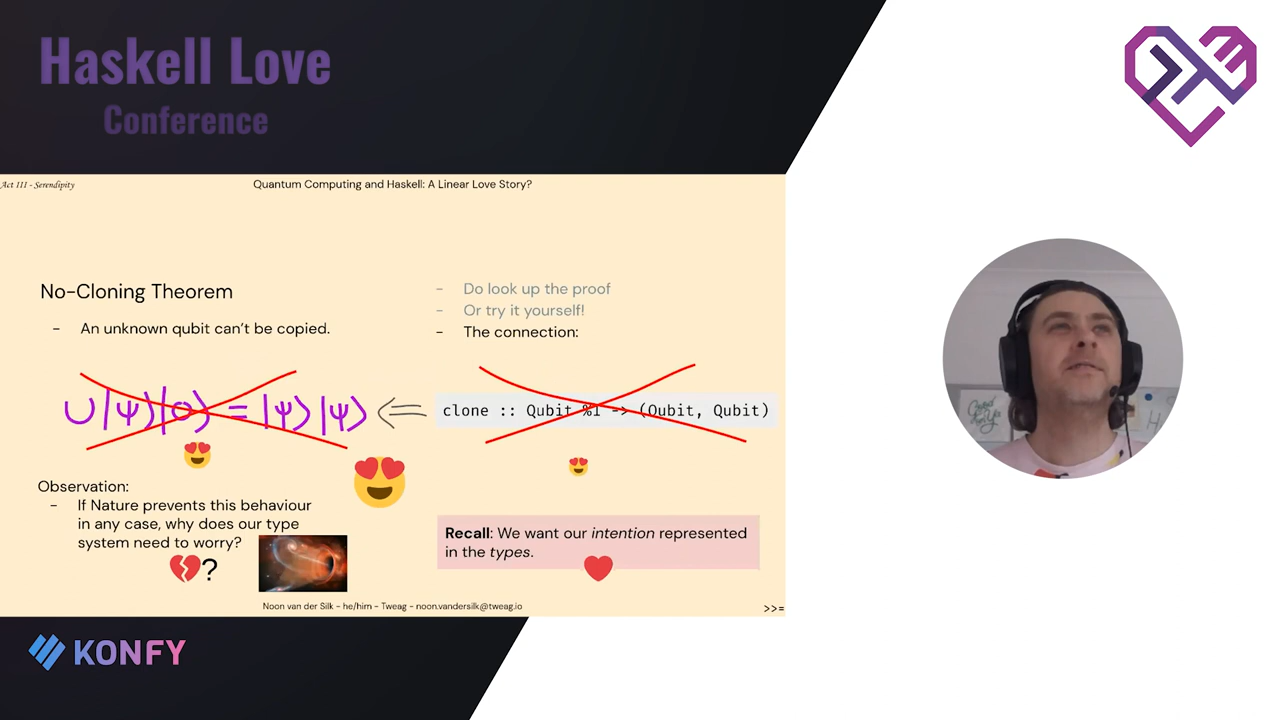 Haskell Love
Conference
Act III - Serendipity
Quantum Computing and Haskell: A Linear Love Story?
No-Cloning Theorem
- An unknown qubit can't be copied.
- Do look up the proof
- Or try it yourself!
- The connection:
U|ψ⟩|0⟩ = |ψ⟩|ψ⟩ <=
clone :: Qubit %1 -> (Qubit, Qubit)
Observation:
- If Nature prevents this behaviour
in any case, why does our type
system need to worry?
?
Recall: We want our intention represented
in the types.
Noon van der Silk - he/him - Tweag - noon.vandersilk@tweag.io
>>=
KONFY